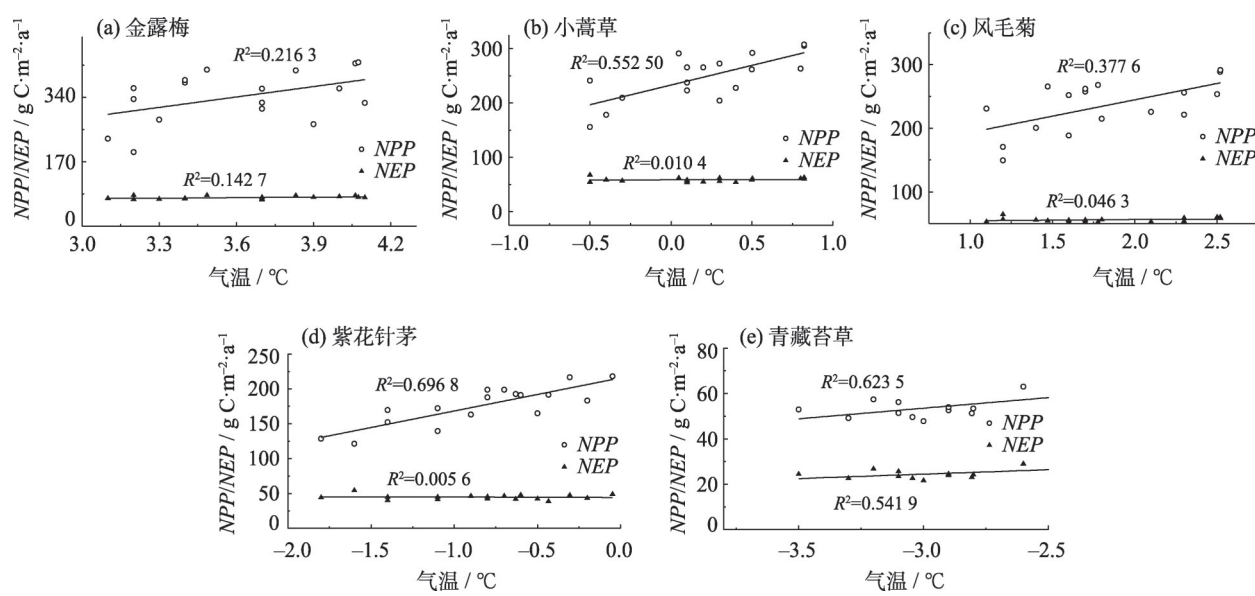 (a) 金露梅
R²=0.216 3
NPP
NEP
R²=0.142 7
340
170
0
3.0 3.3 3.6 3.9 4.2
NPP/NEP / g C·m⁻²·a⁻¹
气温 / ℃
(b) 小蒿草
R²=0.552 50
NPP
NEP
R²=0.010 4
300
200
100
0
−1.0 −0.5 0.0 0.5 1.0
NPP/NEP / g C·m⁻²·a⁻¹
气温 / ℃
(c) 风毛菊
R²=0.377 6
NPP
NEP
R²=0.046 3
300
200
100
1.0 1.5 2.0 2.5
NPP/NEP / g C·m⁻²·a⁻¹
气温 / ℃
(d) 紫花针茅
R²=0.696 8
NPP
NEP
R²=0.005 6
250
200
150
100
50
0
−2.0 −1.5 −1.0 −0.5 0.0
NPP/NEP / g C·m⁻²·a⁻¹
气温 / ℃
(e) 青藏苔草
R²=0.623 5
NPP
NEP
R²=0.541 9
80
60
40
20
0
−3.5 −3.0 −2.5
NPP/NEP / g C·m⁻²·a⁻¹
气温 / ℃